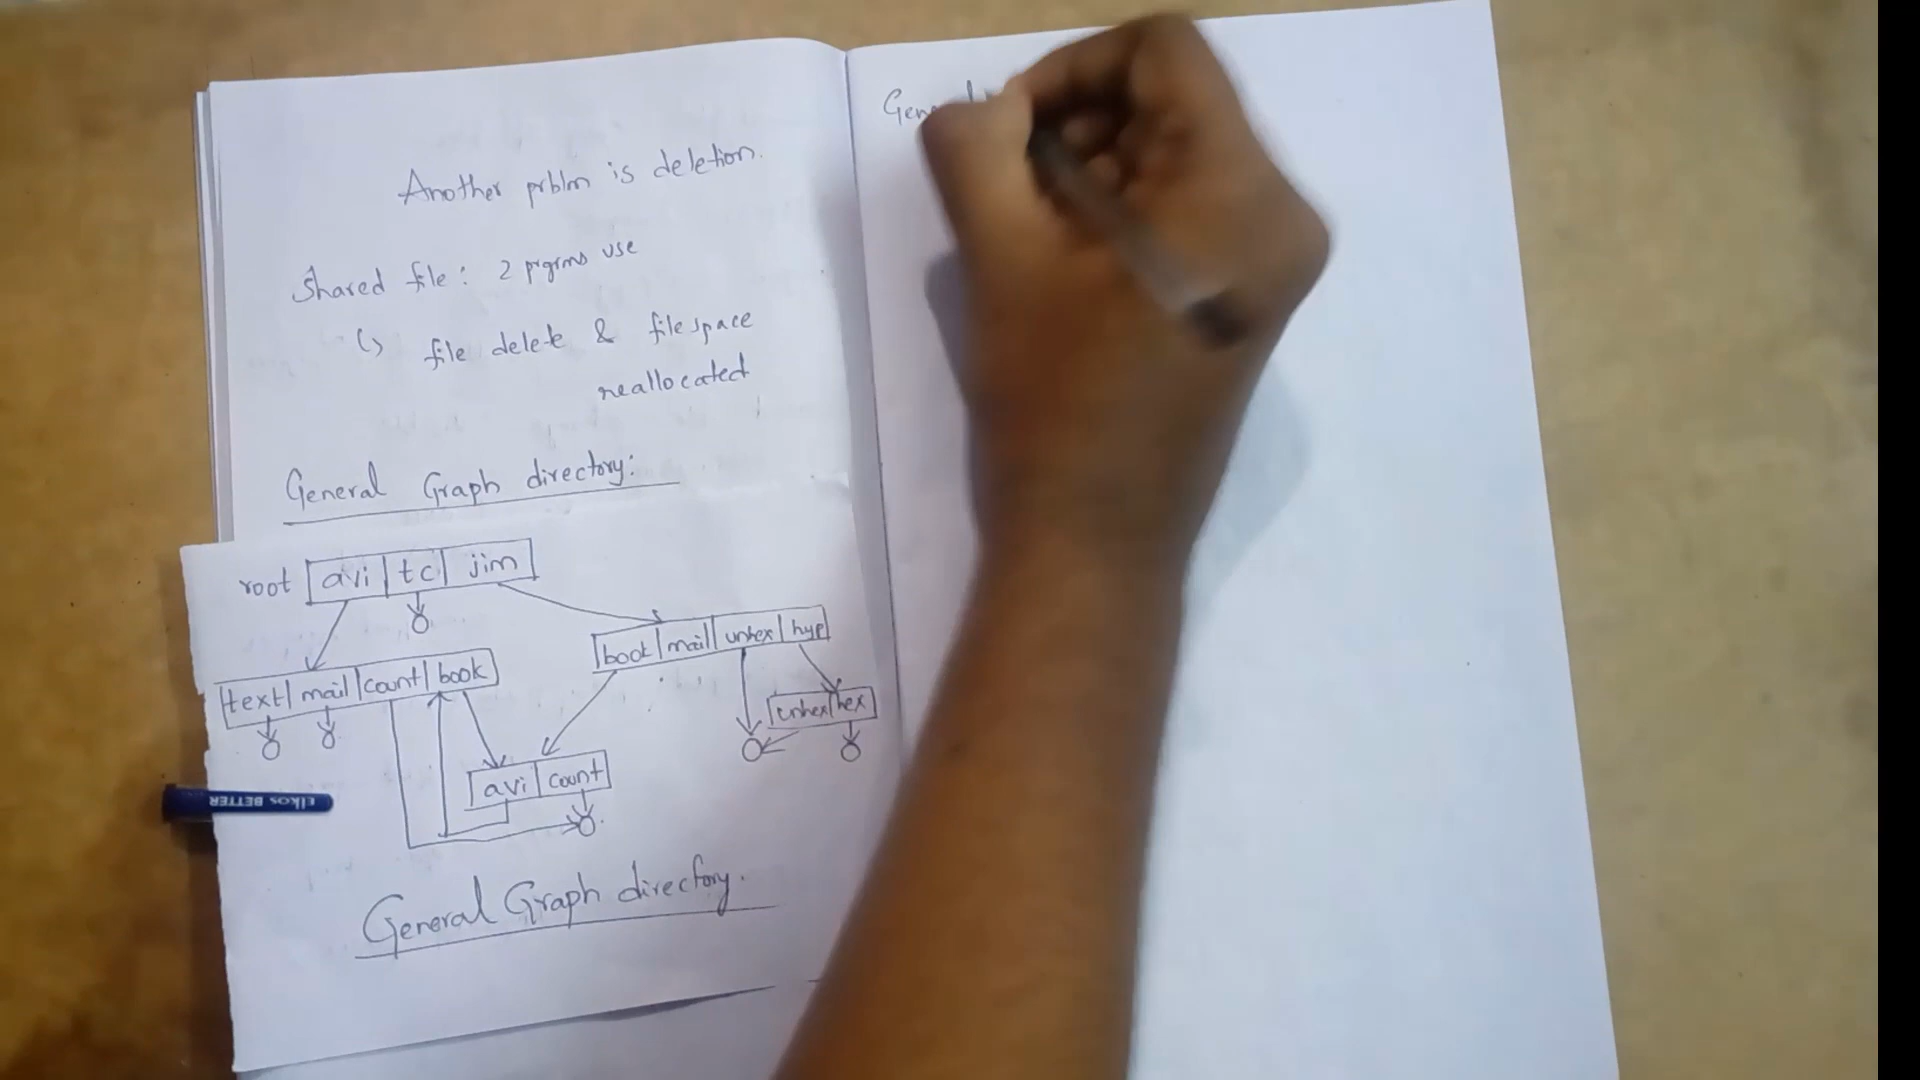 Another prblm is deletion.
Shared file: 2 prgrms use
↳ file delete & file space
reallocated
General Graph directory:
root avi tc jim
book mail unhex hyp
text mail count book
unhex hex
avi count
elkos BETTER
General Graph directory.